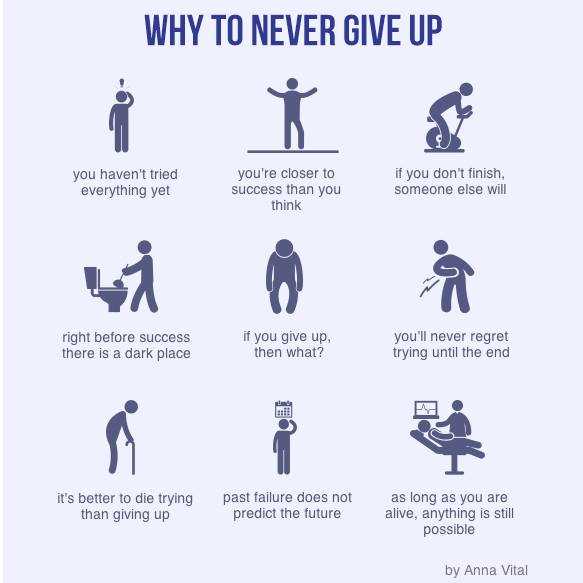 WHY TO NEVER GIVE UP
you haven't tried
everything yet
you're closer to
success than you
think
if you don't finish,
someone else will
right before success
there is a dark place
if you give up,
then what?
you'll never regret
trying until the end
it's better to die trying
than giving up
past failure does not
predict the future
as long as you are
alive, anything is still
possible
by Anna Vital